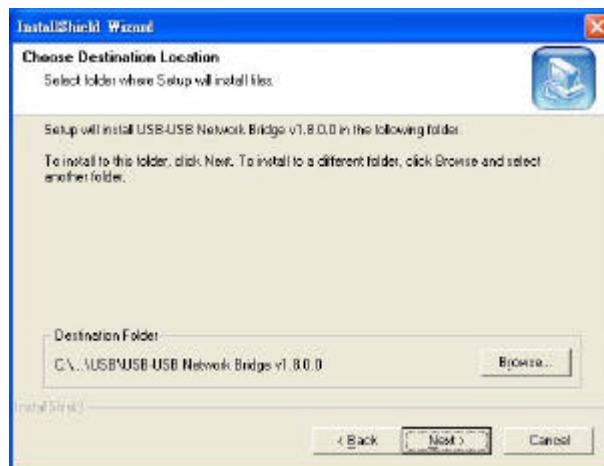 InstallShield Wizard
Choose Destination Location
Select folder where Setup will install files.
Setup will install USB-USB Network Bridge v1.8.0.0 in the following folder.
To install to this folder, click Next. To install to a different folder, click Browse and select
another folder.
Destination Folder
C:\...\USB\USB-USB Network Bridge v1.8.0.0
Browse...
InstallShield
< Back
Next >
Cancel